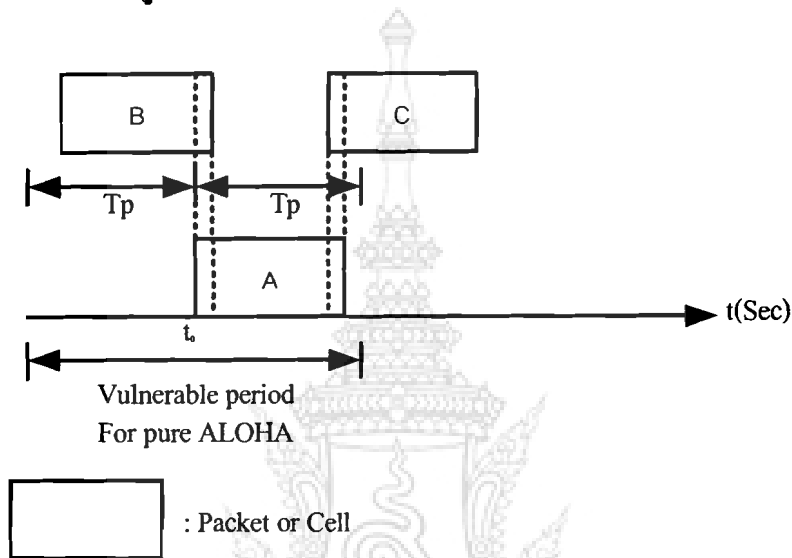 B
C
Tp
Tp
A
t(Sec)
t₀
Vulnerable period
For pure ALOHA
: Packet or Cell